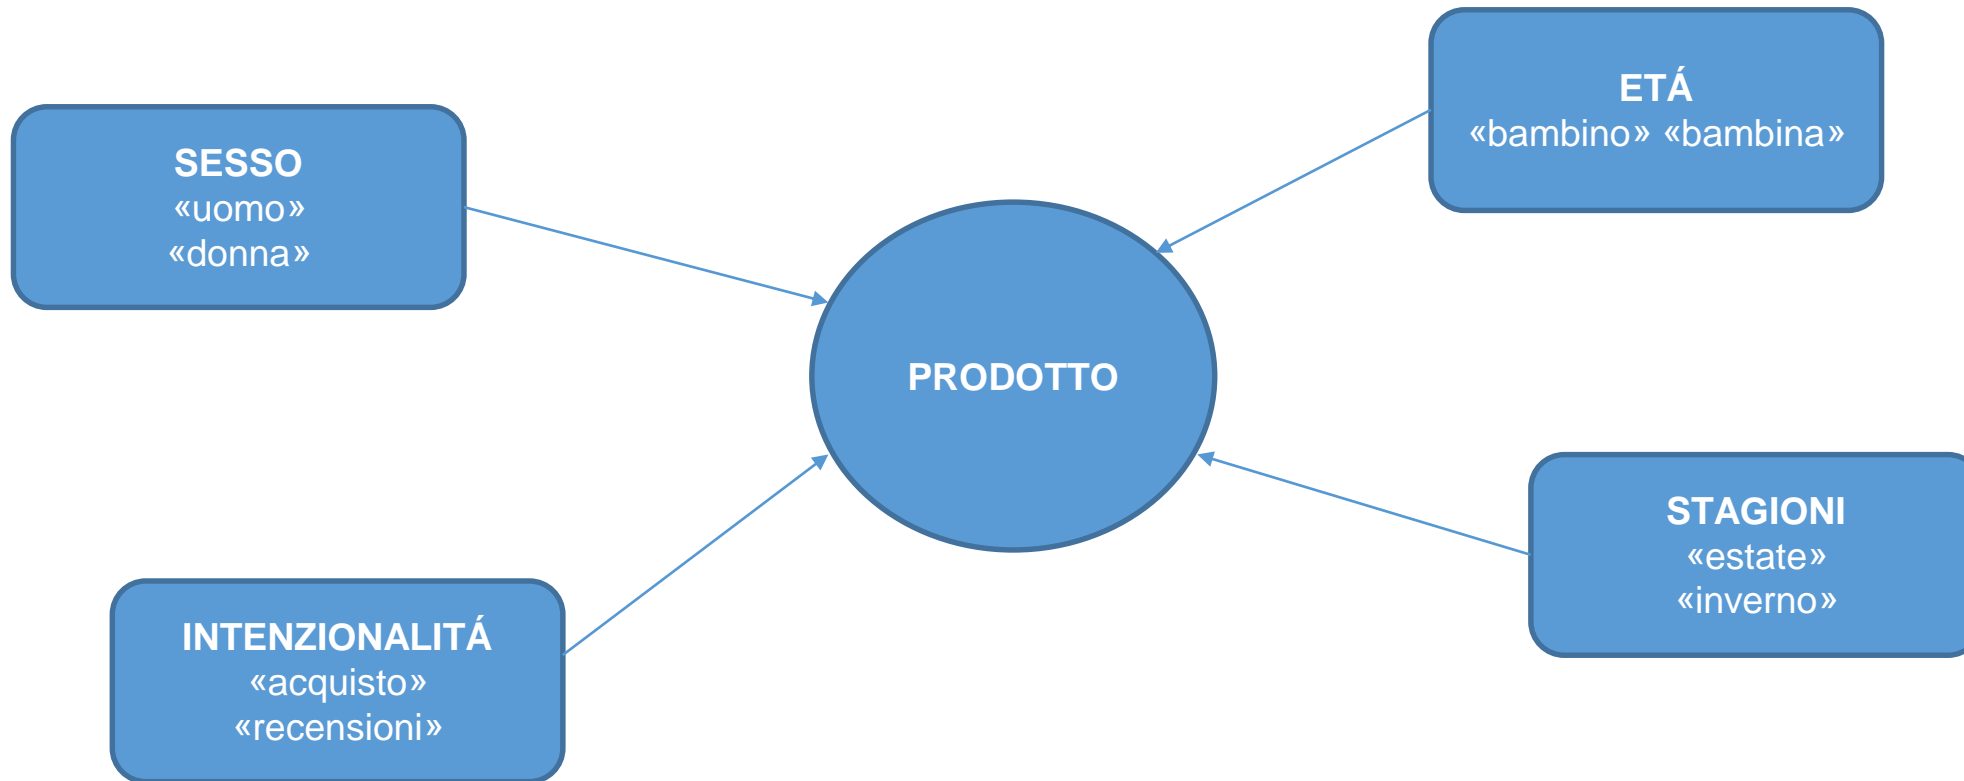 ETÁ
«bambino» «bambina»
SESSO
«uomo»
«donna»
PRODOTTO
STAGIONI
«estate»
«inverno»
INTENZIONALITÁ
«acquisto»
«recensioni»